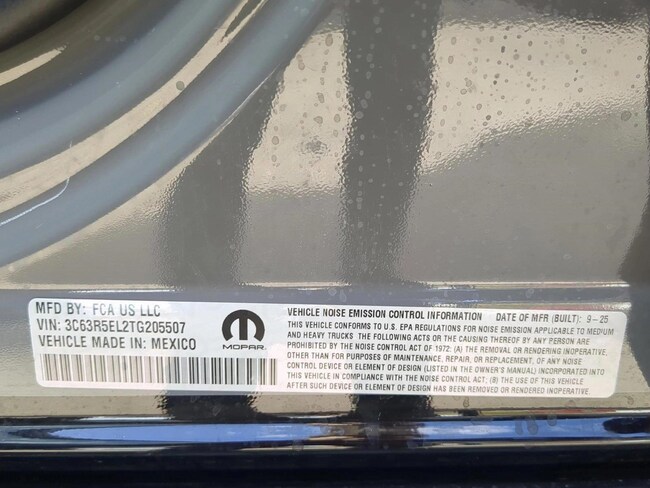 MFD BY: FCA US LLC
VIN: 3C63R5EL2TG205507
VEHICLE MADE IN: MEXICO
MOPAR.
VEHICLE NOISE EMISSION CONTROL INFORMATION DATE OF MFR (BUILT): 9-25
THIS VEHICLE CONFORMS TO U.S. EPA REGULATIONS FOR NOISE EMISSION APPLICABLE TO MEDIUM
AND HEAVY TRUCKS THE FOLLOWING ACTS OR THE CAUSING THEREOF BY ANY PERSON ARE
PROHIBITED BY THE NOISE CONTROL ACT OF 1972: (A) THE REMOVAL OR RENDERING INOPERATIVE,
OTHER THAN FOR PURPOSES OF MAINTENANCE, REPAIR, OR REPLACEMENT, OF ANY NOISE
CONTROL DEVICE OR ELEMENT OF DESIGN (LISTED IN THE OWNER'S MANUAL) INCORPORATED INTO
THIS VEHICLE IN COMPLIANCE WITH THE NOISE CONTROL ACT; (B) THE USE OF THIS VEHICLE
AFTER SUCH DEVICE OR ELEMENT OF DESIGN HAS BEEN REMOVED OR RENDERED INOPERATIVE.